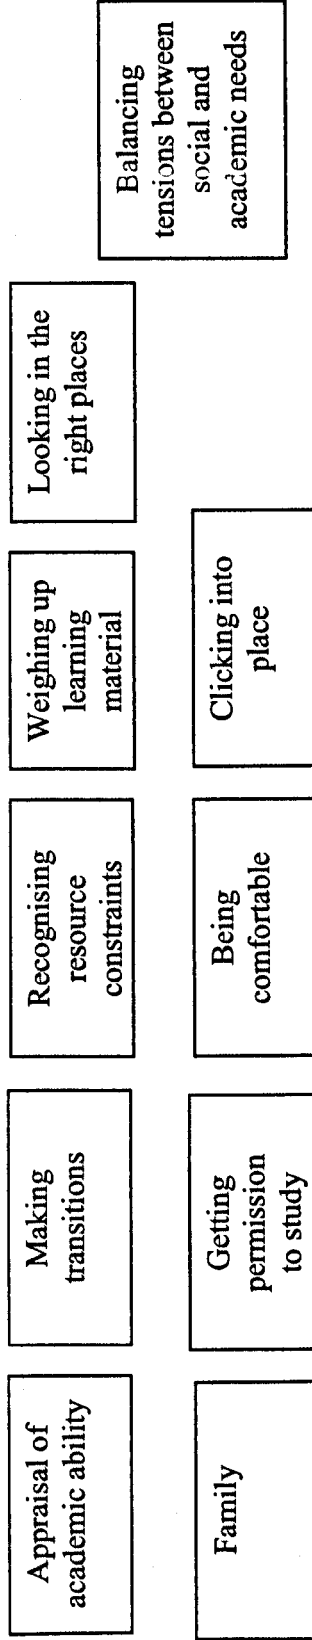 Appraisal of
academic ability
Making
transitions
Recognising
resource
constraints
Weighing up
learning
material
Looking in the
right places
Family
Getting
permission
to study
Being
comfortable
Clicking into
place
Balancing
tensions between
social and
academic needs